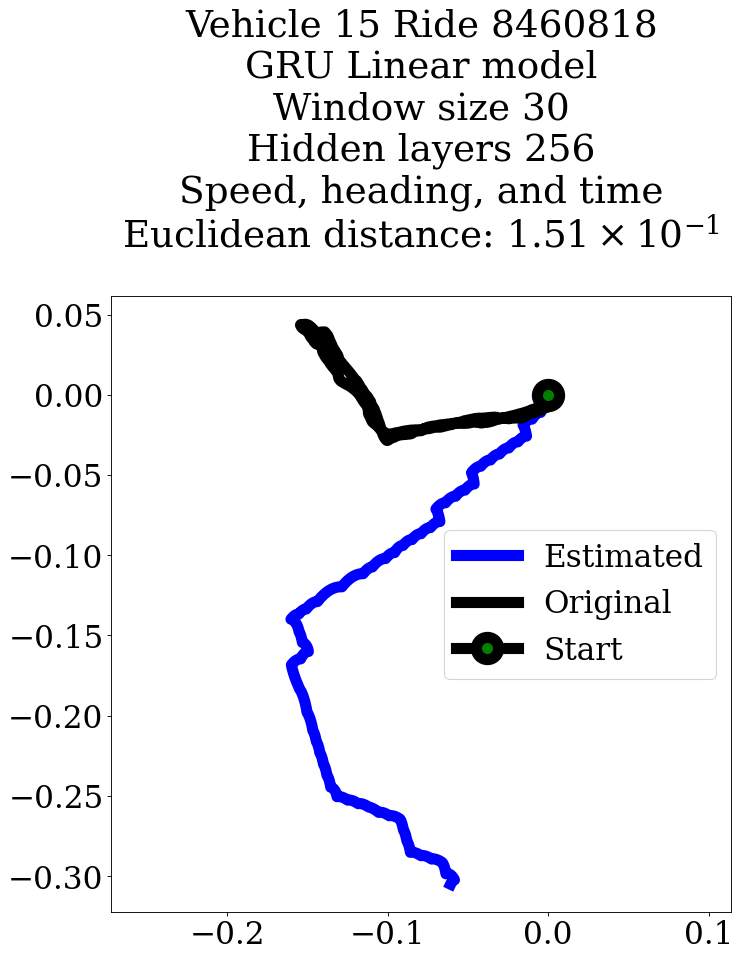 Vehicle 15 Ride 8460818
GRU Linear model
Window size 30
Hidden layers 256
Speed, heading, and time
Euclidean distance: 1.51 × 10⁻¹
0.05
0.00
−0.05
−0.10
−0.15
−0.20
−0.25
−0.30
Estimated
Original
Start
−0.2
−0.1
0.0
0.1